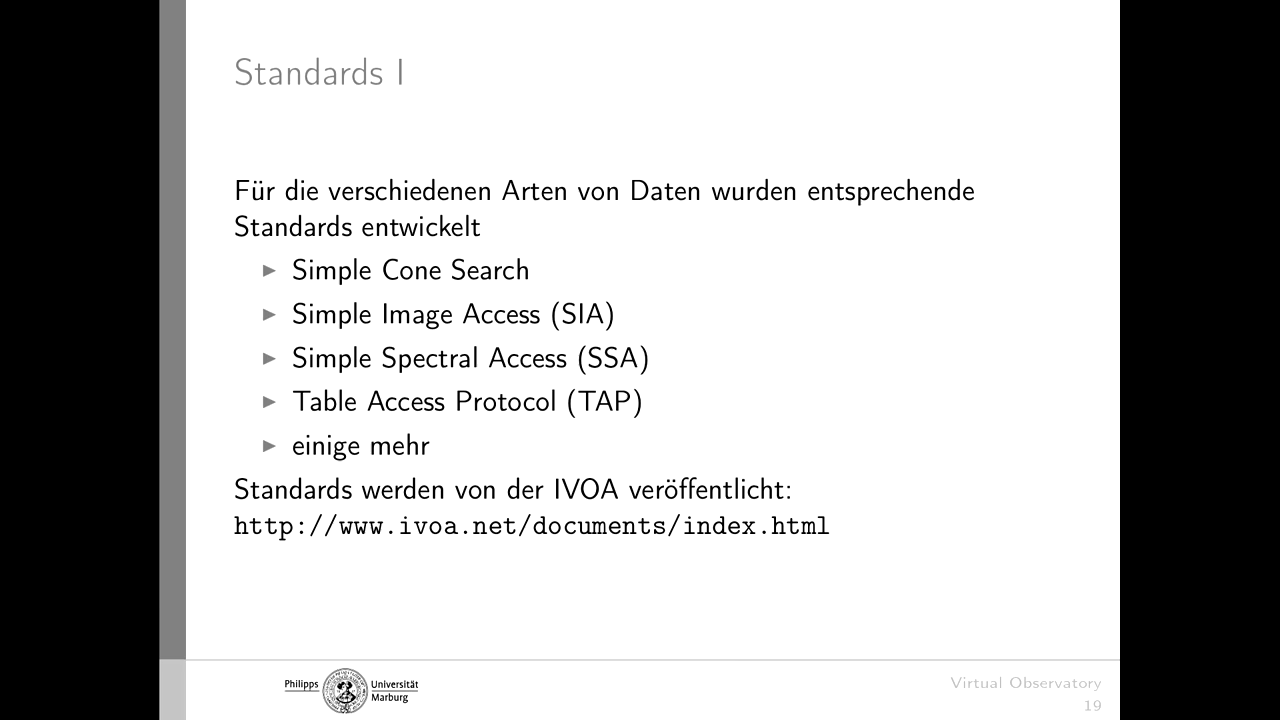 Standards I
Für die verschiedenen Arten von Daten wurden entsprechende
Standards entwickelt
▶ Simple Cone Search
▶ Simple Image Access (SIA)
▶ Simple Spectral Access (SSA)
▶ Table Access Protocol (TAP)
▶ einige mehr
Standards werden von der IVOA veröffentlicht:
http://www.ivoa.net/documents/index.html
Philipps Universität
Marburg
Virtual Observatory
19